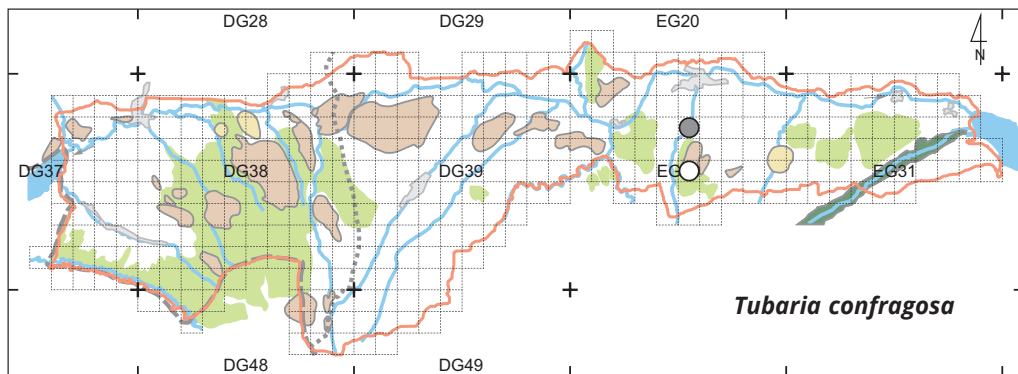 DG28 DG29 EG20
N
DG37 DG38 DG39 EG EG31
Tubaria confragosa
DG48 DG49